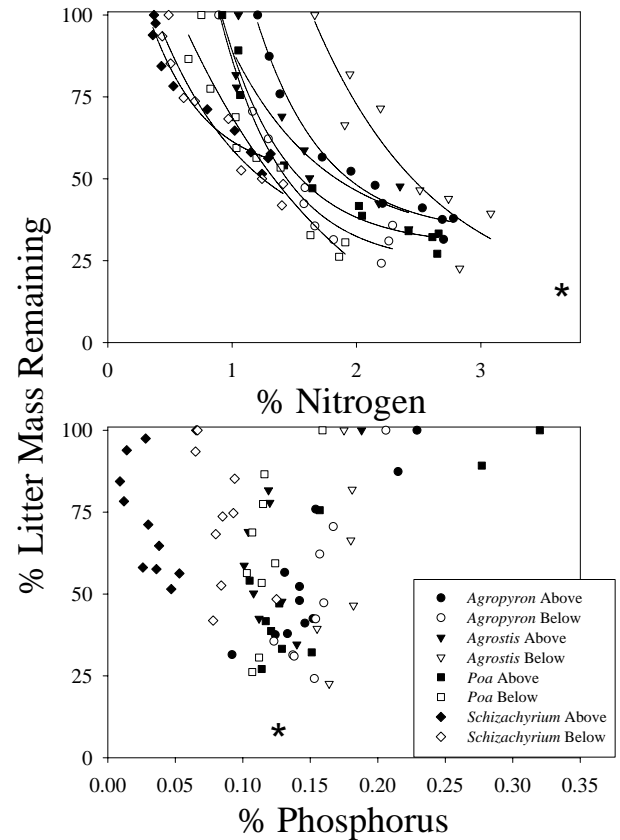 100
75
50
25
0
0
1
2
3
*
% Nitrogen
% Litter Mass Remaining
100
75
50
25
0
Agropyron Above
Agropyron Below
Agrostis Above
Agrostis Below
Poa Above
Poa Below
Schizachyrium Above
Schizachyrium Below
*
0.00
0.05
0.10
0.15
0.20
0.25
0.30
0.35
% Phosphorus